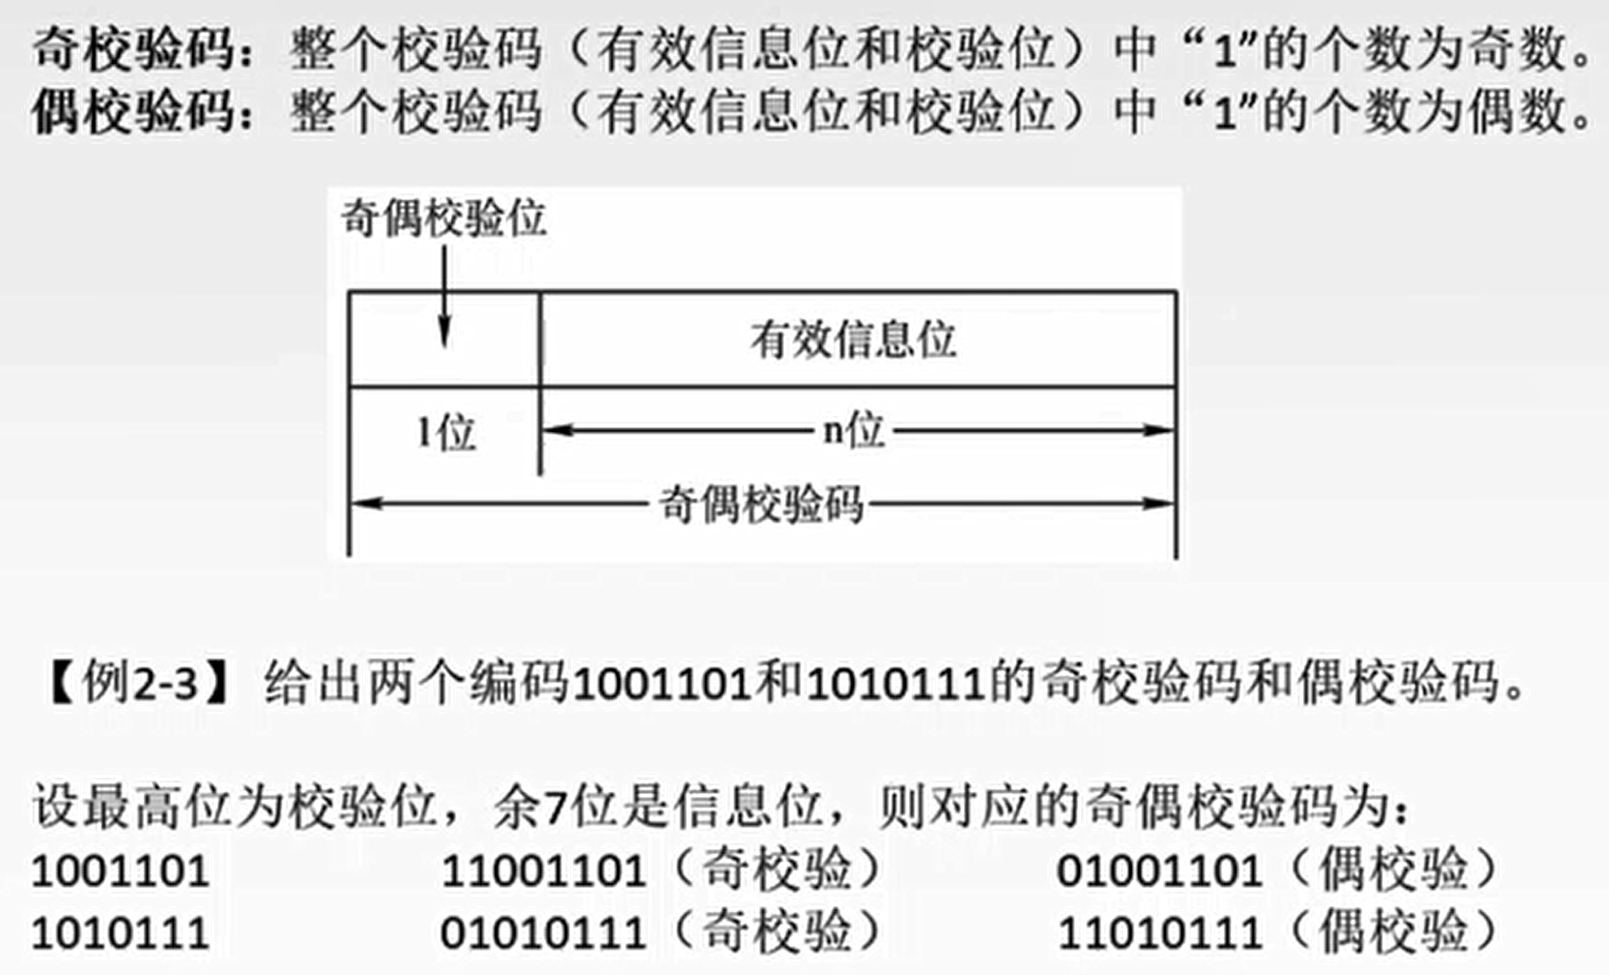 奇校验码：整个校验码（有效信息位和校验位）中“1”的个数为奇数。
偶校验码：整个校验码（有效信息位和校验位）中“1”的个数为偶数。
奇偶校验位
有效信息位
1位
n位
奇偶校验码
【例2-3】给出两个编码1001101和1010111的奇校验码和偶校验码。
设最高位为校验位，余7位是信息位，则对应的奇偶校验码为：
1001101 11001101（奇校验） 01001101（偶校验）
1010111 01010111（奇校验） 11010111（偶校验）